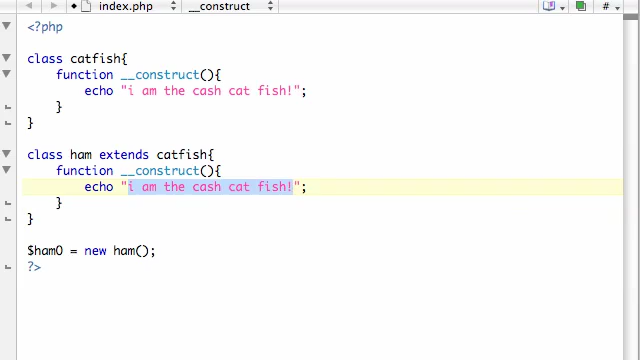 index.php __construct #
<?php
class catfish{
function __construct(){
echo "i am the cash cat fish!";
}
}
class ham extends catfish{
function __construct(){
echo "i am the cash cat fish!";
}
}
$hamO = new ham();
?>